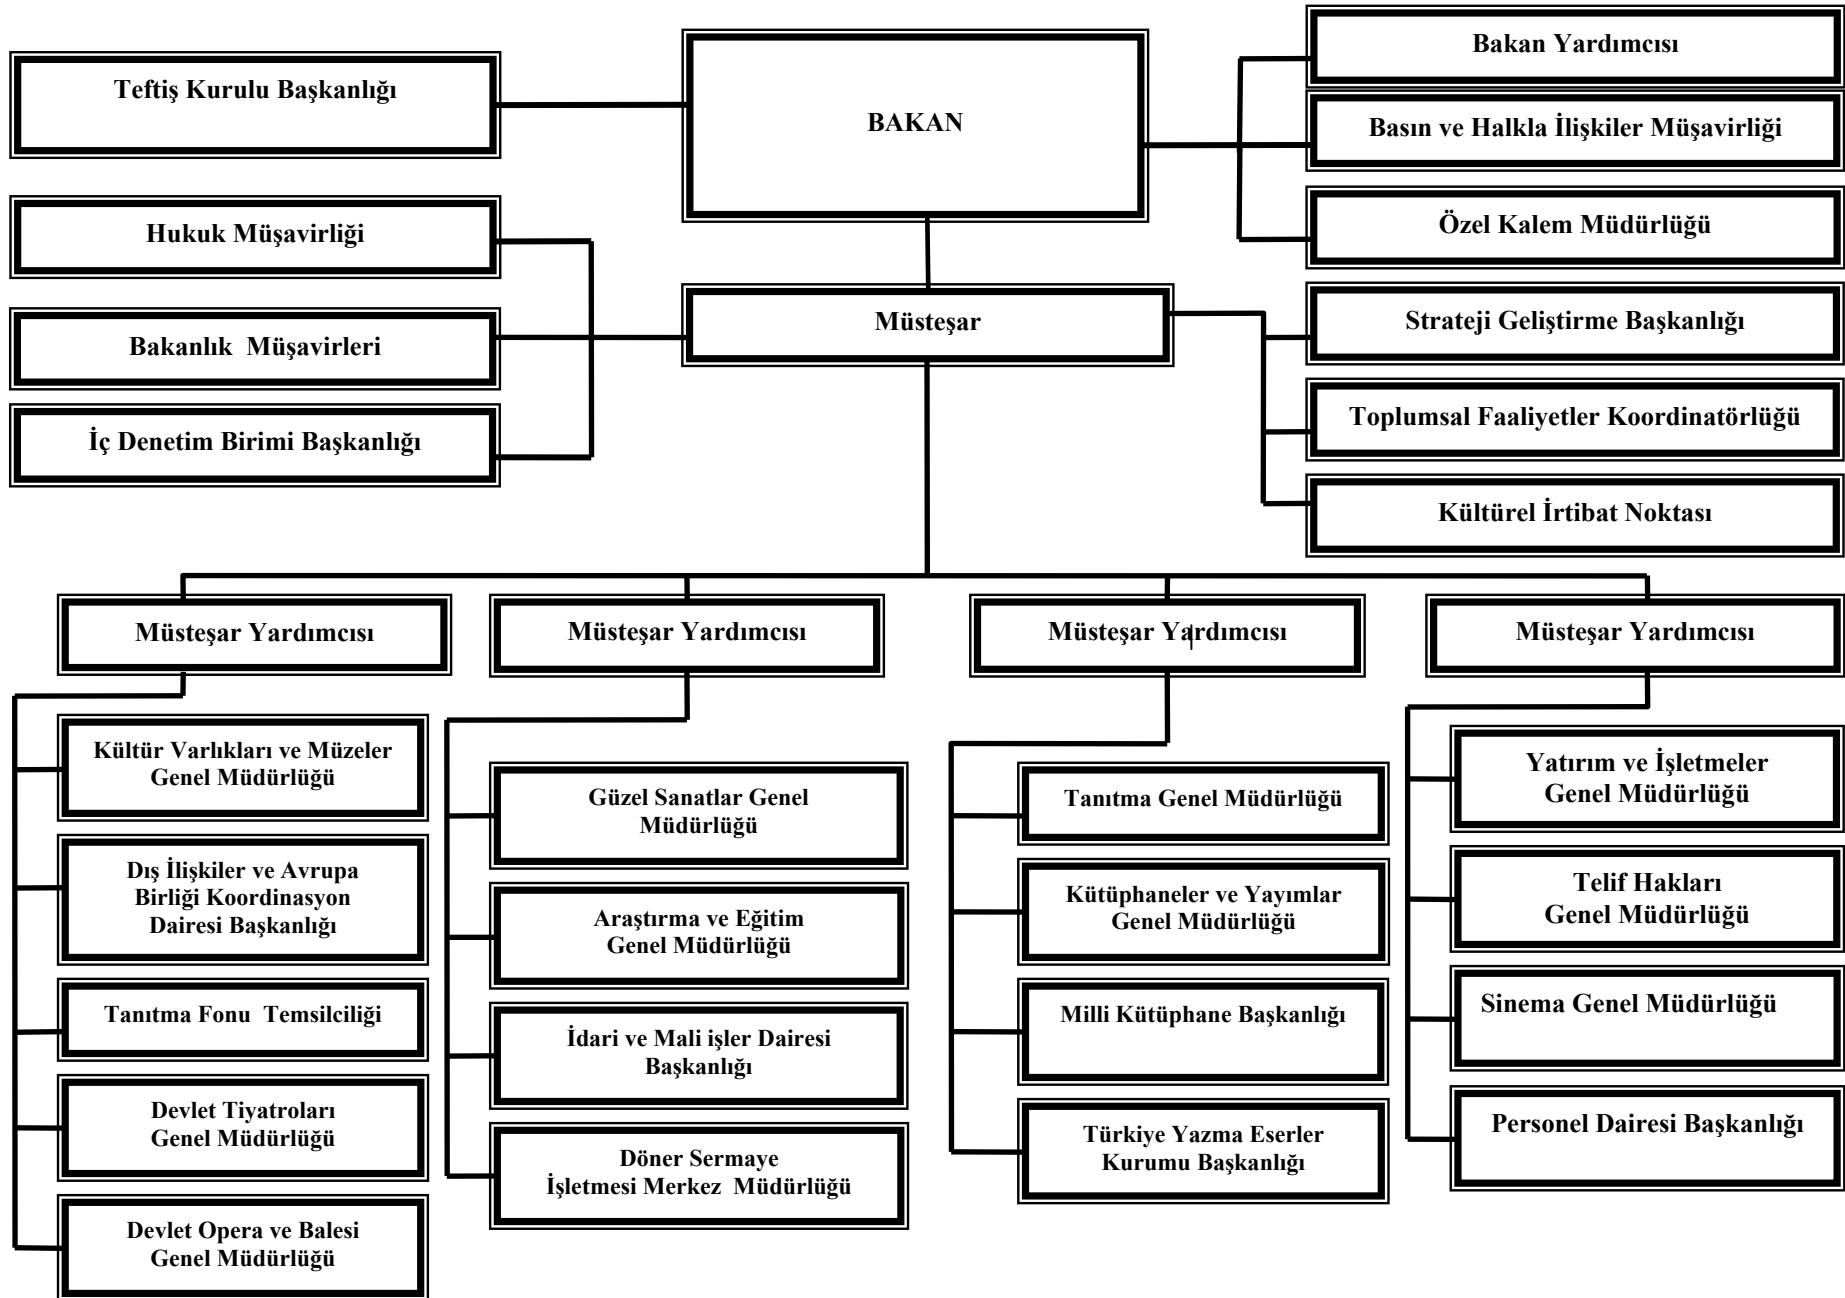 BAKAN
Teftiş Kurulu Başkanlığı
Bakan Yardımcısı
Basın ve Halkla İlişkiler Müşavirliği
Özel Kalem Müdürlüğü
Müsteşar
Hukuk Müşavirliği
Bakanlık Müşavirleri
İç Denetim Birimi Başkanlığı
Strateji Geliştirme Başkanlığı
Toplumsal Faaliyetler Koordinatörlüğü
Kültürel İrtibat Noktası
Müsteşar Yardımcısı
Kültür Varlıkları ve Müzeler
Genel Müdürlüğü
Dış İlişkiler ve Avrupa
Birliği Koordinasyon
Dairesi Başkanlığı
Tanıtma Fonu Temsilciliği
Devlet Tiyatroları
Genel Müdürlüğü
Devlet Opera ve Balesi
Genel Müdürlüğü
Müsteşar Yardımcısı
Güzel Sanatlar Genel
Müdürlüğü
Araştırma ve Eğitim
Genel Müdürlüğü
İdari ve Mali işler Dairesi
Başkanlığı
Döner Sermaye
İşletmesi Merkez Müdürlüğü
Müsteşar Yardımcısı
Tanıtma Genel Müdürlüğü
Kütüphaneler ve Yayımlar
Genel Müdürlüğü
Milli Kütüphane Başkanlığı
Türkiye Yazma Eserler
Kurumu Başkanlığı
Müsteşar Yardımcısı
Yatırım ve İşletmeler
Genel Müdürlüğü
Telif Hakları
Genel Müdürlüğü
Sinema Genel Müdürlüğü
Personel Dairesi Başkanlığı